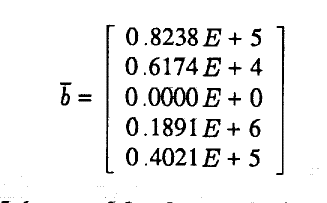 0.8238 E + 5
0.6174 E + 4
b̄ = 0.0000 E + 0
0.1891 E + 6
0.4021 E + 5